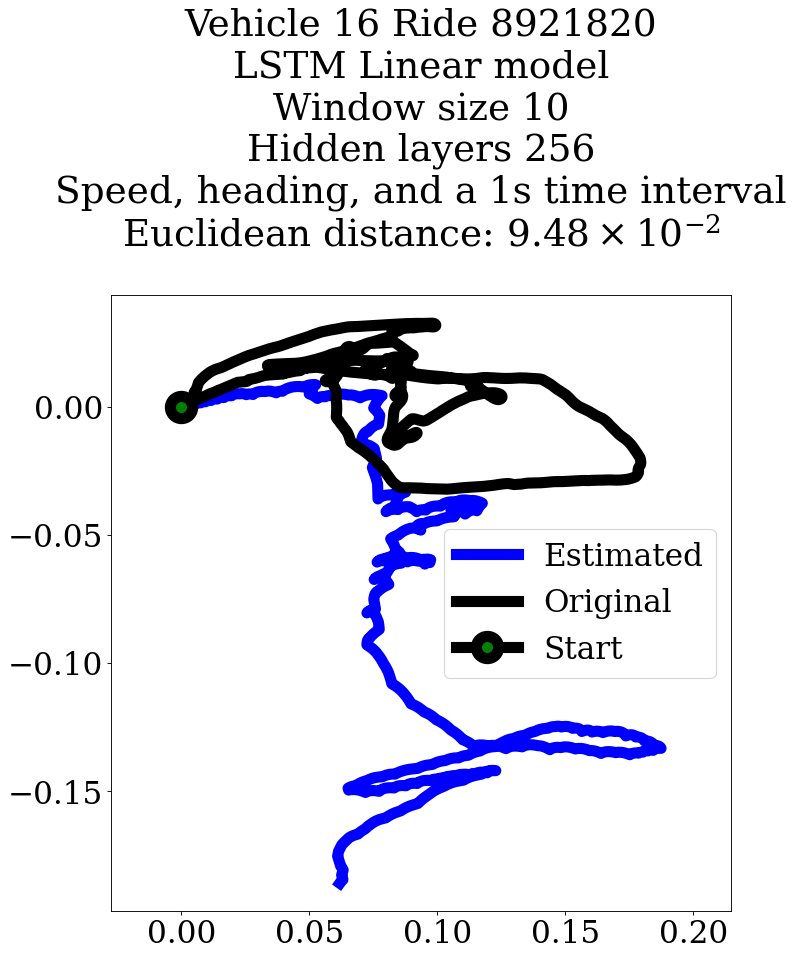 Vehicle 16 Ride 8921820
LSTM Linear model
Window size 10
Hidden layers 256
Speed, heading, and a 1s time interval
Euclidean distance: 9.48 × 10⁻²
0.00
−0.05
−0.10
−0.15
Estimated
Original
Start
0.00 0.05 0.10 0.15 0.20